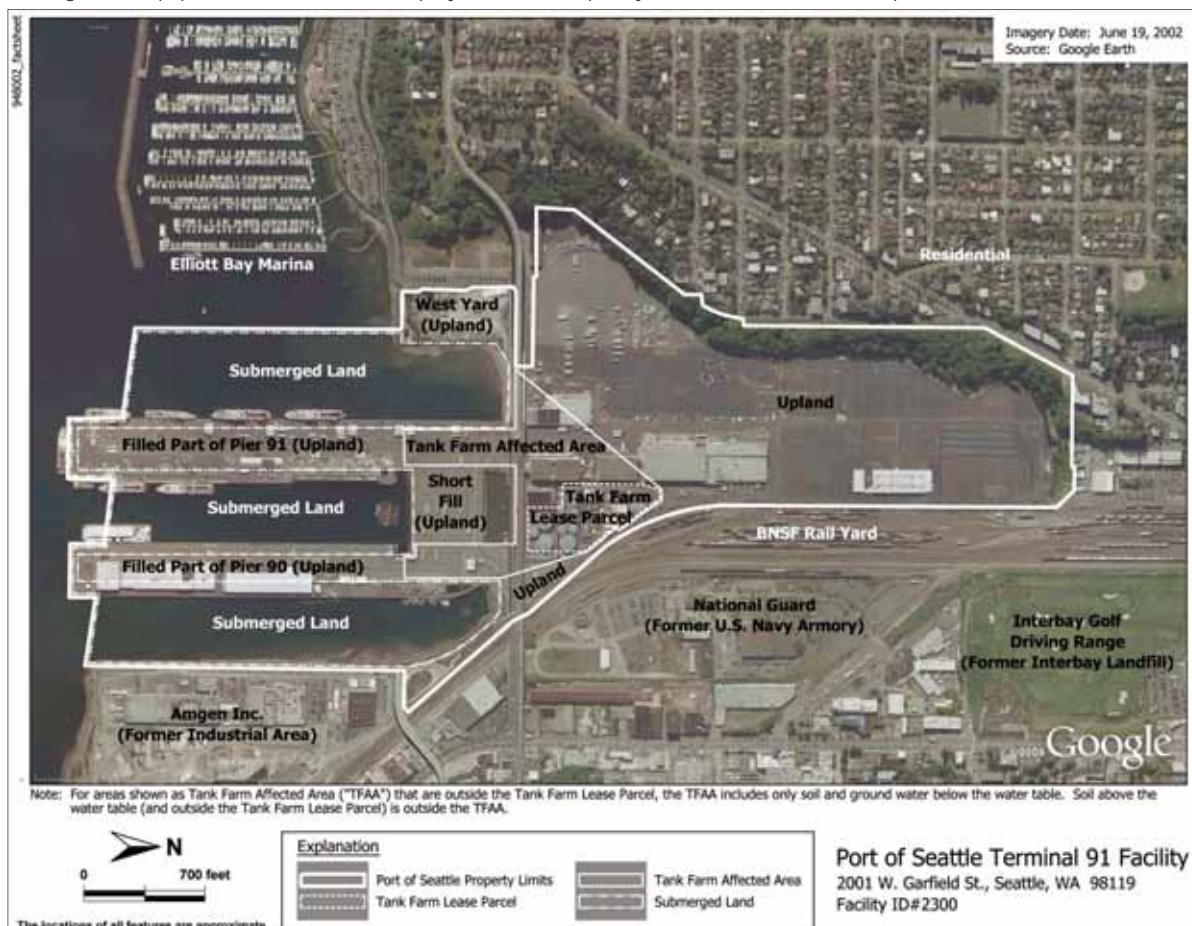 948002_factsheet
Imagery Date: June 19, 2002
Source: Google Earth
Elliott Bay Marina
Residential
West Yard
(Upland)
Submerged Land
Upland
Filled Part of Pier 91 (Upland)
Tank Farm Affected Area
Short
Fill
(Upland)
Tank Farm
Lease Parcel
Submerged Land
BNSF Rail Yard
Filled Part of Pier 90 (Upland)
Upland
National Guard
(Former U.S. Navy Armory)
Interbay Golf
Driving Range
(Former Interbay Landfill)
Submerged Land
Amgen Inc.
(Former Industrial Area)
Google
Note: For areas shown as Tank Farm Affected Area ("TFAA") that are outside the Tank Farm Lease Parcel, the TFAA includes only soil and ground water below the water table. Soil above the
water table (and outside the Tank Farm Lease Parcel) is outside the TFAA.
N
0 700 feet
The locations of all features are approximate
Explanation
Port of Seattle Property Limits
Tank Farm Lease Parcel
Tank Farm Affected Area
Submerged Land
Port of Seattle Terminal 91 Facility
2001 W. Garfield St., Seattle, WA 98119
Facility ID#2300